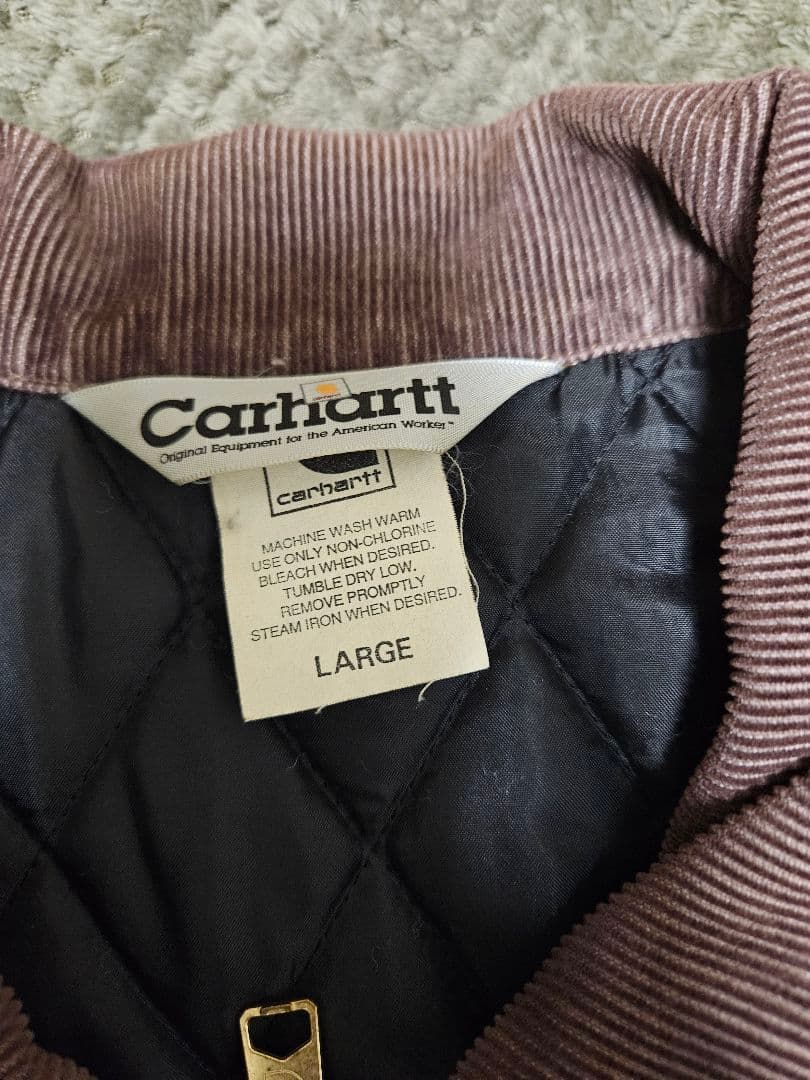 Carhartt
Original Equipment for the American Worker™
carhartt
MACHINE WASH WARM
USE ONLY NON-CHLORINE
BLEACH WHEN DESIRED.
TUMBLE DRY LOW.
REMOVE PROMPTLY
STEAM IRON WHEN DESIRED.
LARGE